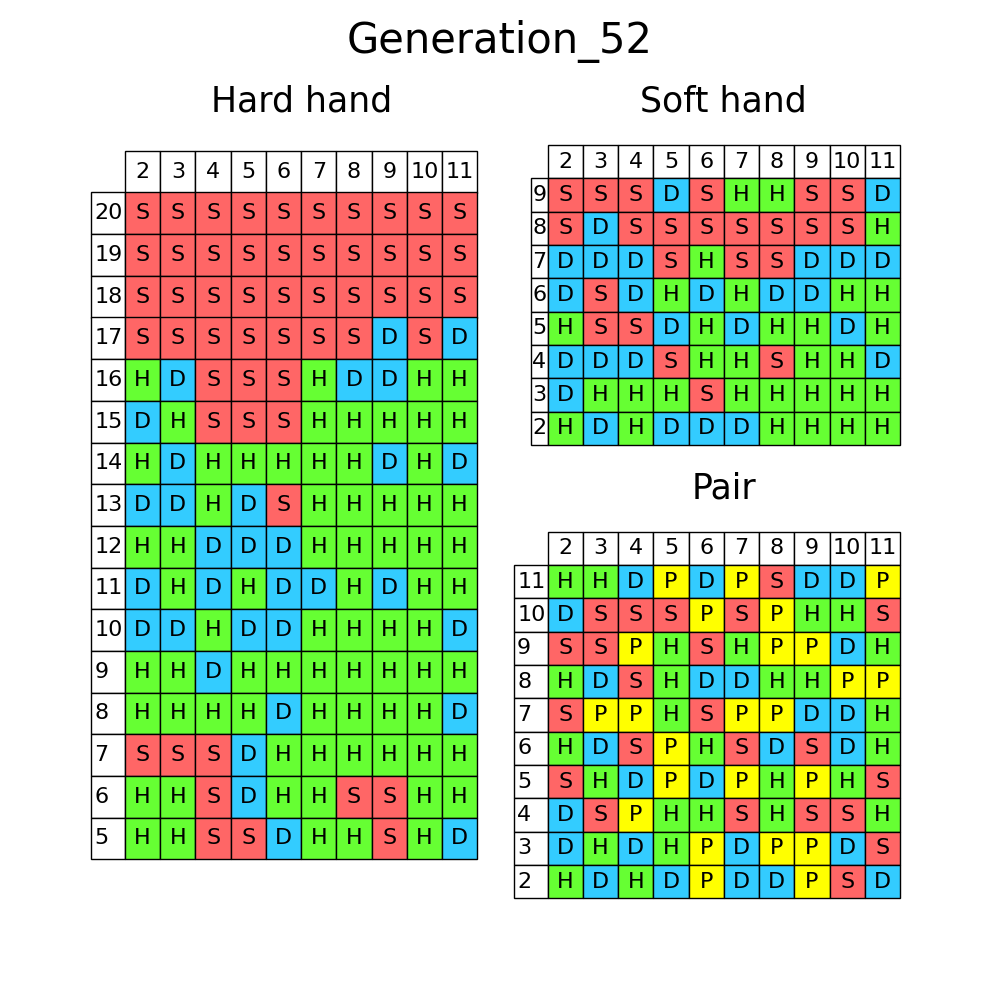 Generation_52
Hard hand
2 3 4 5 6 7 8 9 10 11
20 S S S S S S S S S S
19 S S S S S S S S S S
18 S S S S S S S S S S
17 S S S S S S S D S D
16 H D S S S H D D H H
15 D H S S S H H H H H
14 H D H H H H H D H D
13 D D H D S H H H H H
12 H H D D D H H H H H
11 D H D H D D H D H H
10 D D H D D H H H H D
9 H H D H H H H H H H
8 H H H H D H H H H D
7 S S S D H H H H H H
6 H H S D H H S S H H
5 H H S S D H H S H D
Soft hand
2 3 4 5 6 7 8 9 10 11
9 S S S D S H H S S D
8 S D S S S S S S S H
7 D D D S H S S D D D
6 D S D H D H D D H H
5 H S S D H D H H D H
4 D D D S H H S H H D
3 D H H H S H H H H H
2 H D H D D D H H H H
Pair
2 3 4 5 6 7 8 9 10 11
11 H H D P D P S D D P
10 D S S S P S P H H S
9 S S P H S H P P D H
8 H D S H D D H H P P
7 S P P H S P P D D H
6 H D S P H S D S D H
5 S H D P D P H P H S
4 D S P H H S H S S H
3 D H D H P D P P D S
2 H D H D P D D P S D